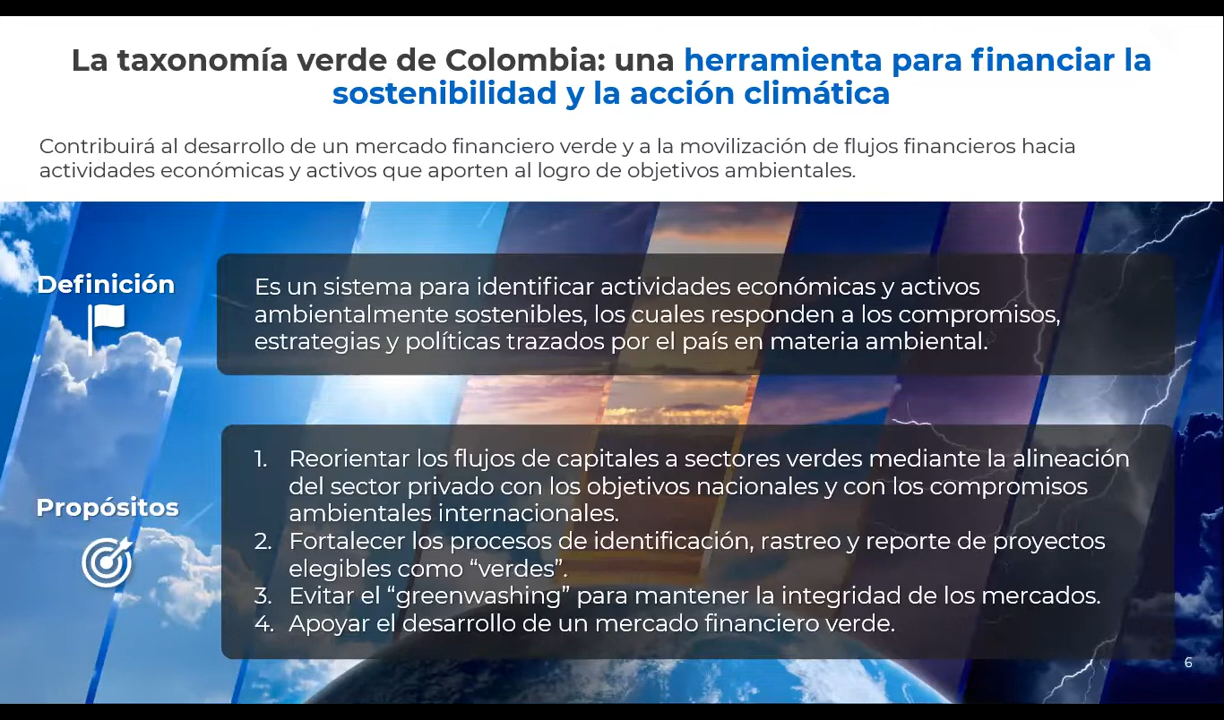 La taxonomía verde de Colombia: una herramienta para financiar la
sostenibilidad y la acción climática
Contribuirá al desarrollo de un mercado financiero verde y a la movilización de flujos financieros hacia
actividades económicas y activos que aporten al logro de objetivos ambientales.
Definición
Es un sistema para identificar actividades económicas y activos
ambientalmente sostenibles, los cuales responden a los compromisos,
estrategias y políticas trazados por el país en materia ambiental.
Propósitos
1. Reorientar los flujos de capitales a sectores verdes mediante la alineación
del sector privado con los objetivos nacionales y con los compromisos
ambientales internacionales.
2. Fortalecer los procesos de identificación, rastreo y reporte de proyectos
elegibles como “verdes”.
3. Evitar el “greenwashing” para mantener la integridad de los mercados.
4. Apoyar el desarrollo de un mercado financiero verde.
6